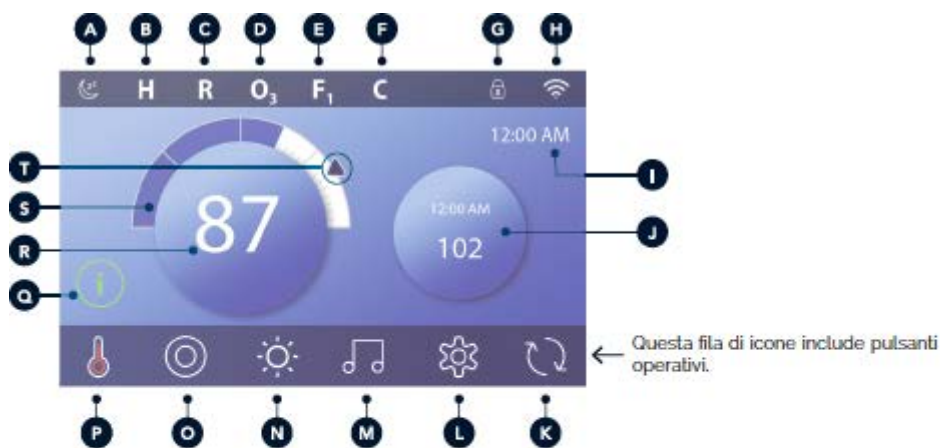 A B C D E F G H
H R O₃ F₁ C
12:00 AM
T
I
S
87
12:00 AM
J
102
R
i
Q
Questa fila di icone include pulsanti
operativi.
P O N M L K